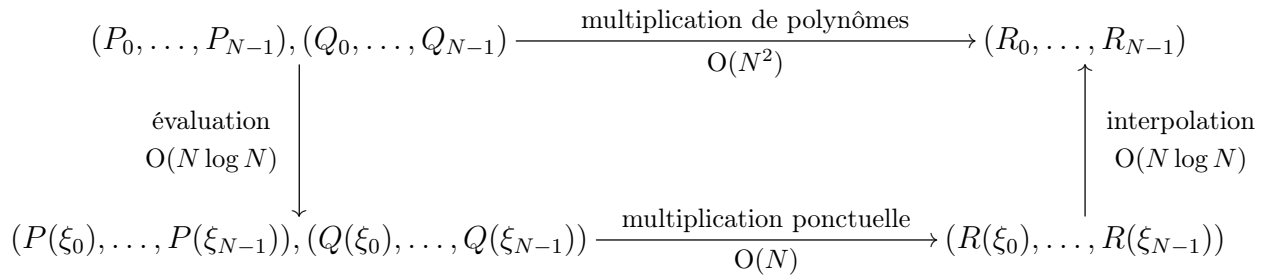 multiplication de polynômes
(P_0, . . . , P_{N−1}), (Q_0, . . . , Q_{N−1}) (R_0, . . . , R_{N−1})
O(N^2)
évaluation interpolation
O(N log N) O(N log N)
multiplication ponctuelle
(P(ξ_0), . . . , P(ξ_{N−1})), (Q(ξ_0), . . . , Q(ξ_{N−1})) (R(ξ_0), . . . , R(ξ_{N−1}))
O(N)